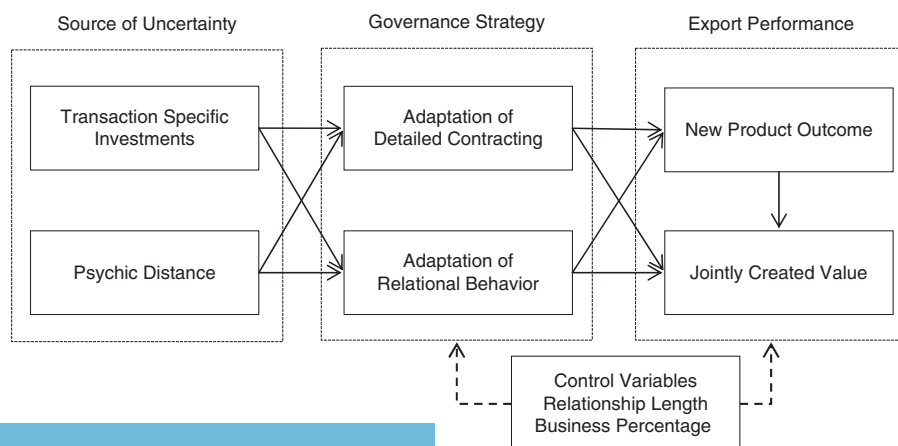 Source of Uncertainty
Governance Strategy
Export Performance
Transaction Specific
Investments
Adaptation of
Detailed Contracting
New Product Outcome
Psychic Distance
Adaptation of
Relational Behavior
Jointly Created Value
Control Variables
Relationship Length
Business Percentage